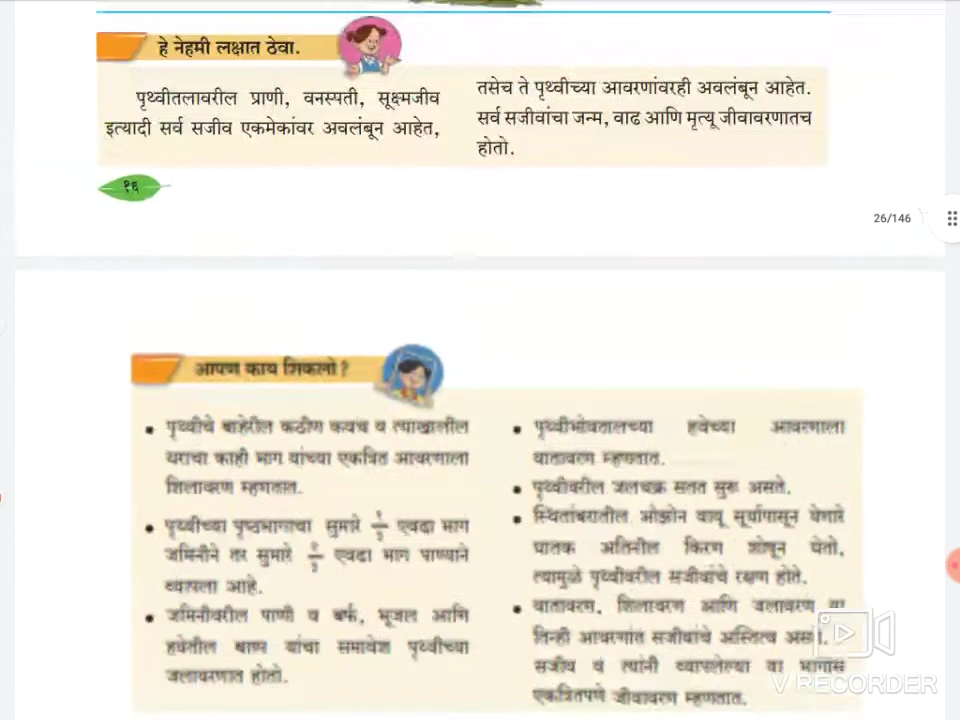 हे नेहमी लक्षात ठेवा.
पृथ्वीतलावरील प्राणी, वनस्पती, सूक्ष्मजीव
इत्यादी सर्व सजीव एकमेकांवर अवलंबून आहेत,
तसेच ते पृथ्वीच्या आवरणांवरही अवलंबून आहेत.
सर्व सजीवांचा जन्म, वाढ आणि मृत्यू जीवावरणातच
होतो.
१६
26/146
आपण काय शिकलो ?
• पृथ्वीचे बाहेरील कठीण कवच व त्याखालील
थराचा काही भाग यांच्या एकत्रित आवरणाला
शिलावरण म्हणतात.
• पृथ्वीच्या पृष्ठभागाचा सुमारे एवढा भाग
जमिनीने तर सुमारे एवढा भाग पाण्याने
व्यापला आहे.
• जमिनीवरील पाणी व बर्फ, भूजल आणि
हवेतील बाष्प यांचा समावेश पृथ्वीच्या
जलावरणात होतो.
• पृथ्वीभोवतालच्या हवेच्या आवरणाला
वातावरण म्हणतात.
• पृथ्वीवरील जलचक्र सतत सुरू असते.
• स्थितांबरातील ओझोन वायू सूर्यापासून येणारे
घातक अतिनील किरण शोषून घेतो,
त्यामुळे पृथ्वीवरील सजीवांचे रक्षण होते.
• वातावरण, शिलावरण आणि जलावरण या
तिन्ही आवरणांत सजीवांचे अस्तित्व असते.
सजीव व त्यांनी व्यापलेल्या या भागास
एकत्रितपणे जीवावरण म्हणतात.
V RECORDER